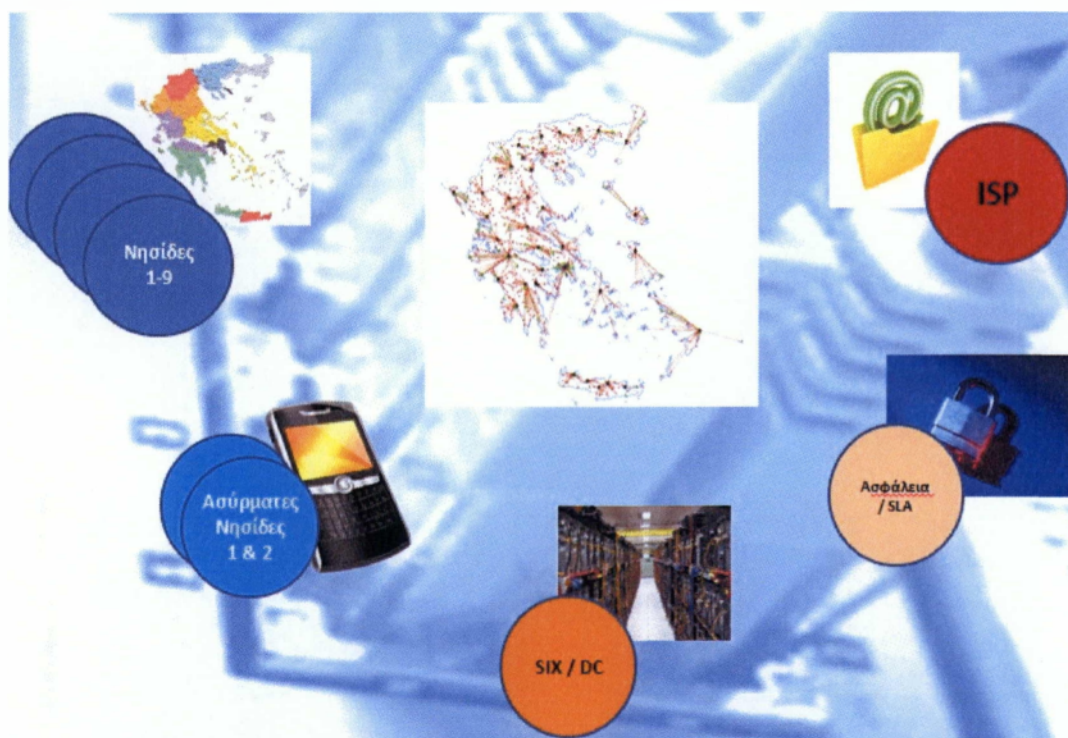 Νησίδες
1-9
@
ISP
Ασύρματες
Νησίδες
1 & 2
Ασφάλεια
/ SLA
SIX / DC